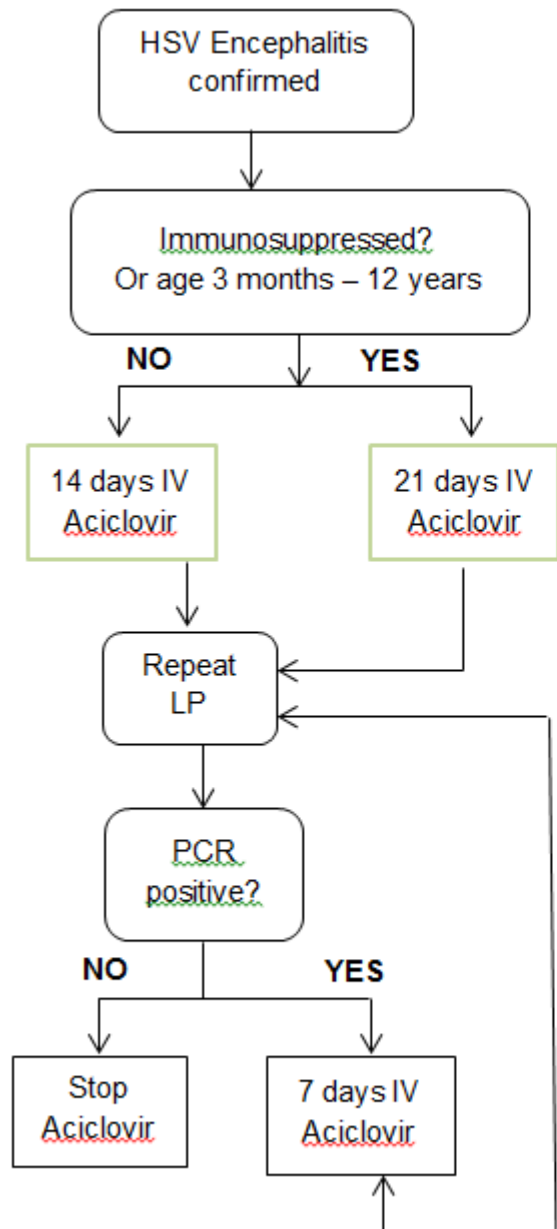 HSV Encephalitis
confirmed
Immunosuppressed?
Or age 3 months – 12 years
NO
YES
14 days IV
Aciclovir
21 days IV
Aciclovir
Repeat
LP
PCR
positive?
NO
YES
Stop
Aciclovir
7 days IV
Aciclovir